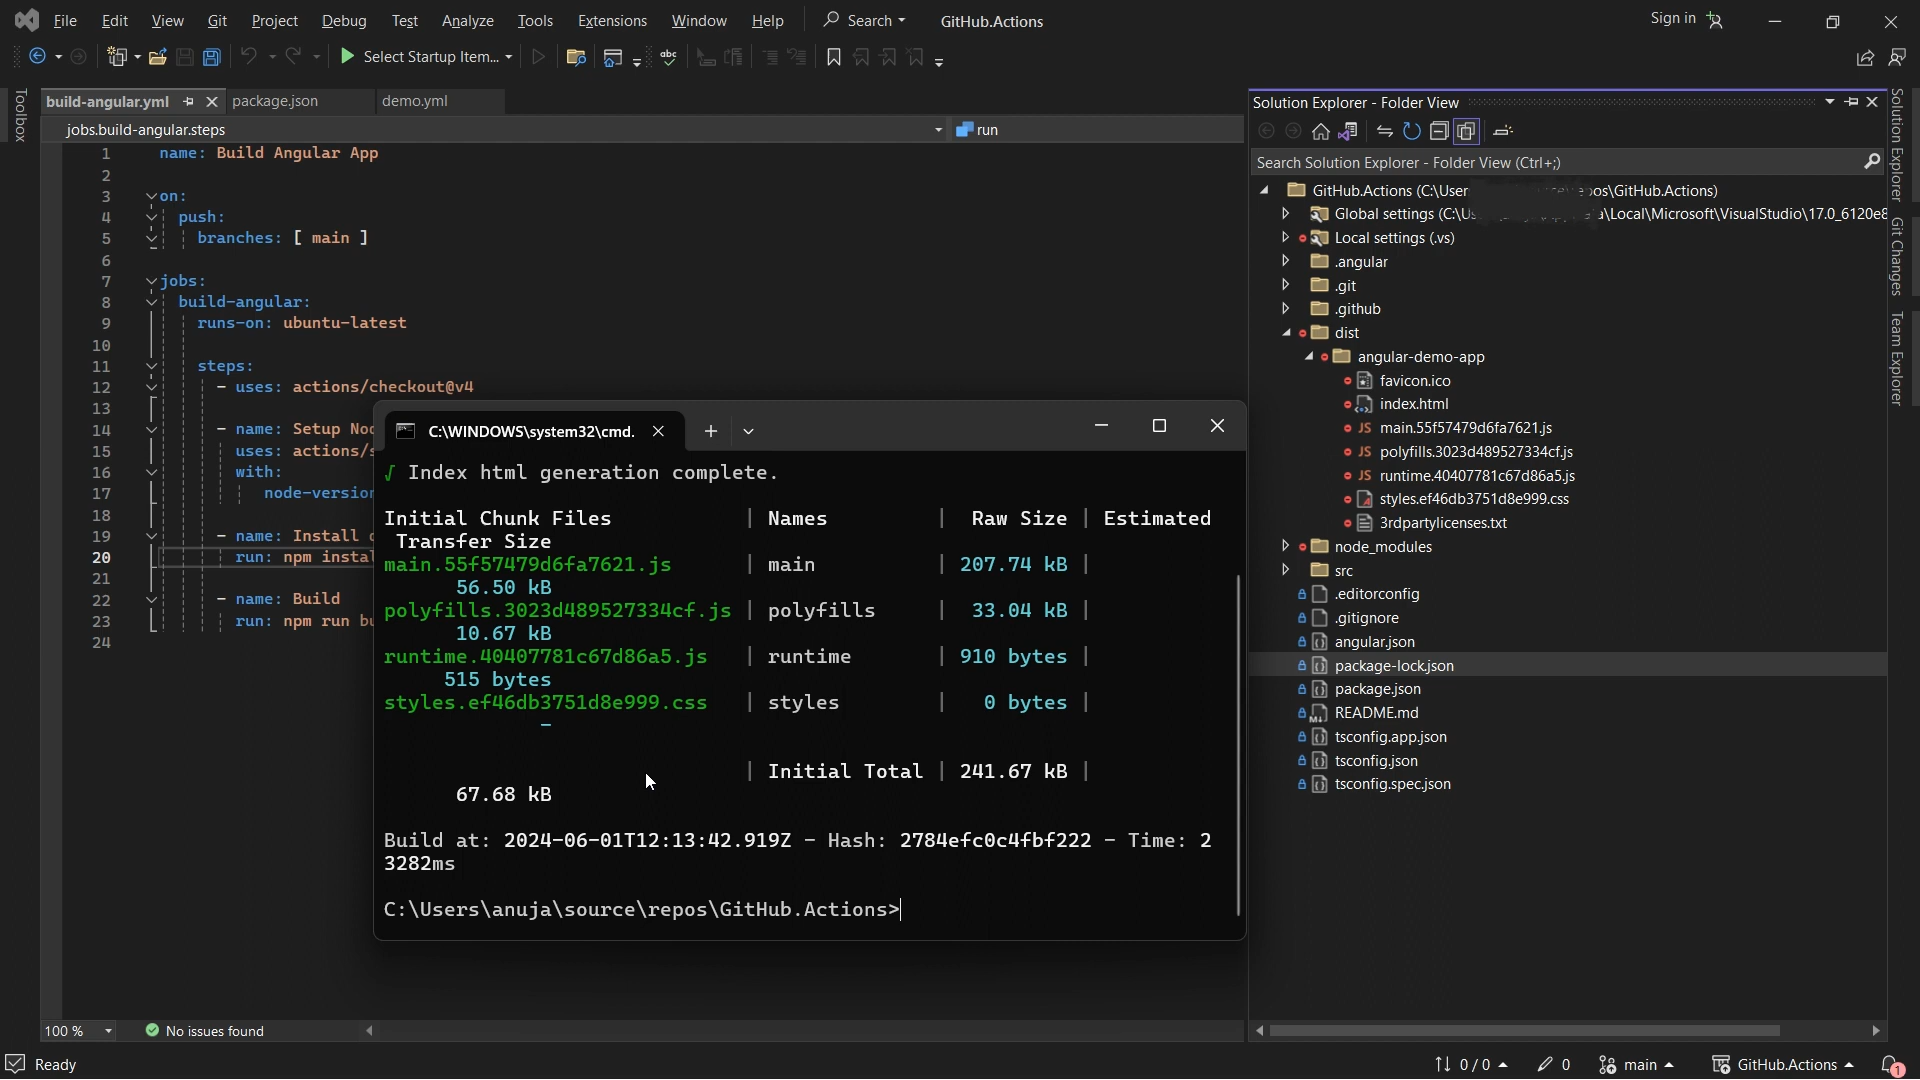 File Edit View Git Project Debug Test Analyze Tools Extensions Window Help Search GitHub.Actions Sign in
Select Startup Item...
Toolbox
build-angular.yml package.json demo.yml
jobs.build-angular.steps run
1 name: Build Angular App
2
3 on:
4 push:
5 branches: [ main ]
6
7 jobs:
8 build-angular:
9 runs-on: ubuntu-latest
10
11 steps:
12 - uses: actions/checkout@v4
13
14 - name: Setup Nod
15 uses: actions/s
16 with:
17 node-version
18
19 - name: Install d
20 run: npm instal
21
22 - name: Build
23 run: npm run bu
24
C:\WINDOWS\system32\cmd.
√ Index html generation complete.
Initial Chunk Files | Names | Raw Size | Estimated
Transfer Size
main.55f57479d6fa7621.js | main | 207.74 kB |
56.50 kB
polyfills.3023d489527334cf.js | polyfills | 33.04 kB |
10.67 kB
runtime.40407781c67d86a5.js | runtime | 910 bytes |
515 bytes
styles.ef46db3751d8e999.css | styles | 0 bytes |
-
| Initial Total | 241.67 kB |
67.68 kB
Build at: 2024-06-01T12:13:42.919Z - Hash: 2784efc0c4fbf222 - Time: 2
3282ms
C:\Users\anuja\source\repos\GitHub.Actions>
Solution Explorer - Folder View
Search Solution Explorer - Folder View (Ctrl+;)
GitHub.Actions (C:\User epos\GitHub.Actions)
Global settings (C:\Us a\Local\Microsoft\VisualStudio\17.0_6120e8
Local settings (.vs)
.angular
.git
.github
dist
angular-demo-app
favicon.ico
index.html
JS main.55f57479d6fa7621.js
JS polyfills.3023d489527334cf.js
JS runtime.40407781c67d86a5.js
styles.ef46db3751d8e999.css
3rdpartylicenses.txt
node_modules
src
.editorconfig
.gitignore
angular.json
package-lock.json
package.json
README.md
tsconfig.app.json
tsconfig.json
tsconfig.spec.json
Solution Explorer
Git Changes
Team Explorer
100 % No issues found
Ready 0 / 0 0 main GitHub.Actions 1